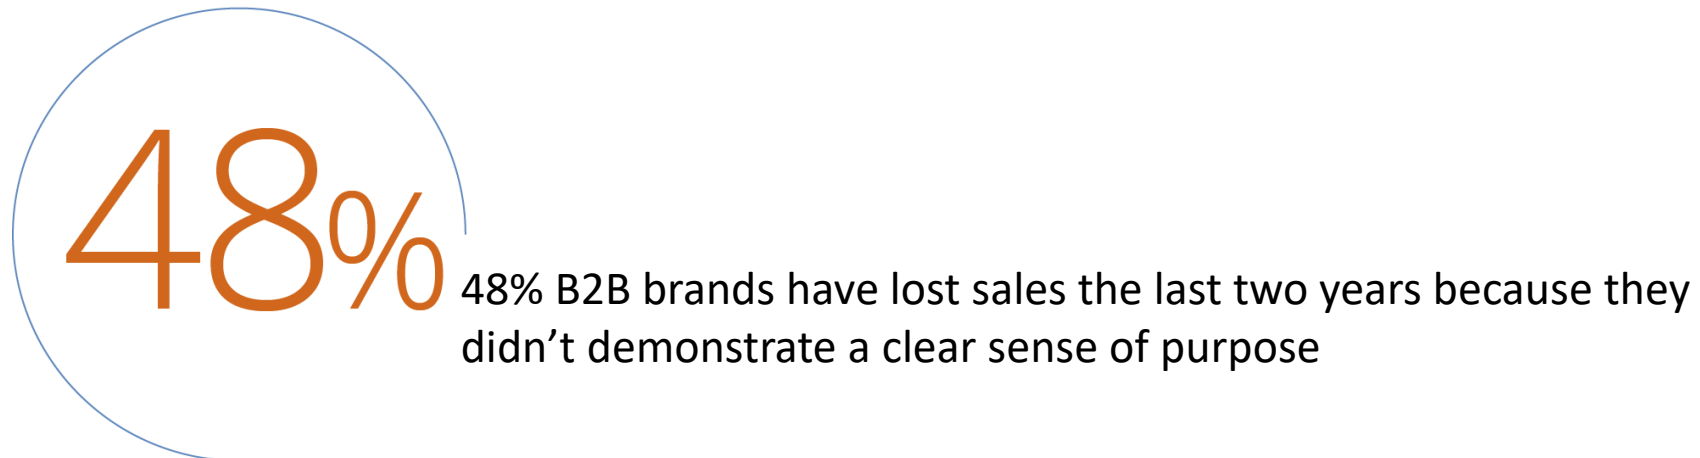 48%
48% B2B brands have lost sales the last two years because they
didn’t demonstrate a clear sense of purpose